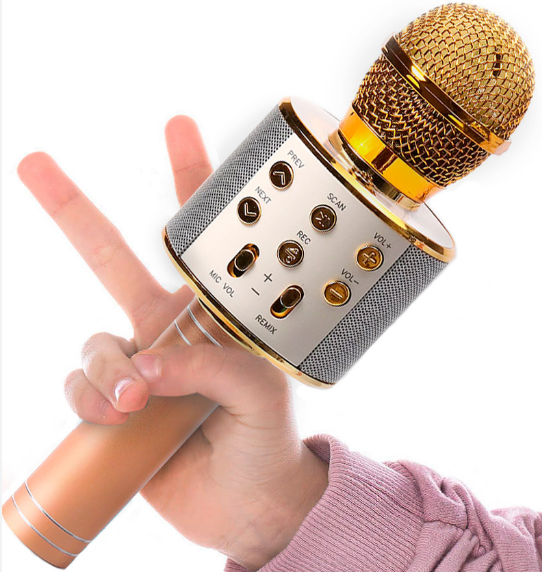 PREV
NEXT
SCAN
REC
VOL+
VOL−
MIC VOL
+
−
REMIX